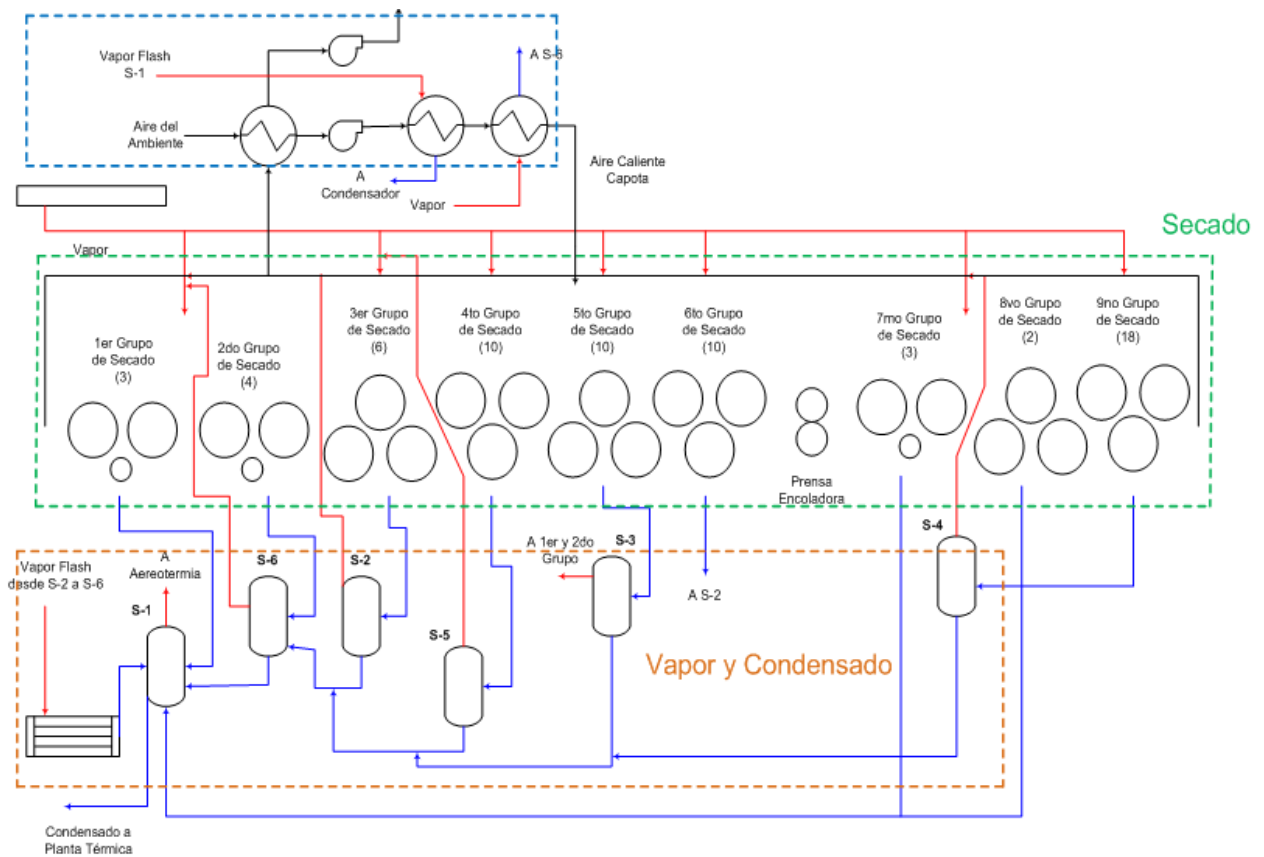 Vapor Flash
S-1
A S-6
Aire del
Ambiente
A
Condensador
Vapor
Aire Caliente
Capota
Secado
Vapor
1er Grupo
de Secado
(3)
2do Grupo
de Secado
(4)
3er Grupo
de Secado
(6)
4to Grupo
de Secado
(10)
5to Grupo
de Secado
(10)
6to Grupo
de Secado
(10)
7mo Grupo
de Secado
(3)
8vo Grupo
de Secado
(2)
9no Grupo
de Secado
(18)
Prensa
Encoladora
Vapor Flash
desde S-2 a S-6
A
Aereotermia
S-1
S-6
S-2
S-5
A 1er y 2do
Grupo
S-3
A S-2
S-4
Vapor y Condensado
Condensado a
Planta Térmica